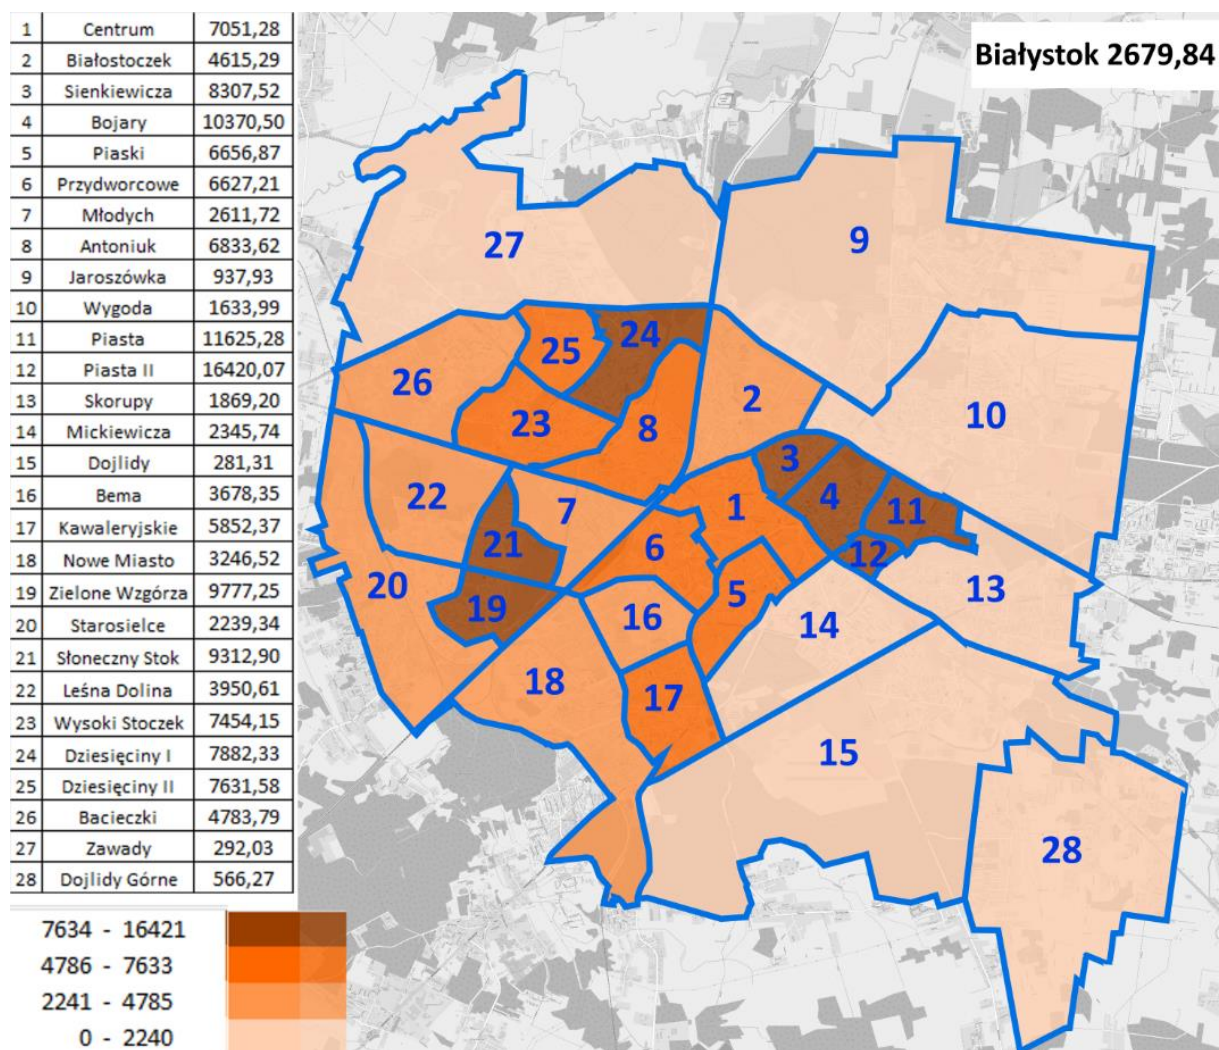 1 Centrum 7051,28
2 Białostoczek 4615,29
3 Sienkiewicza 8307,52
4 Bojary 10370,50
5 Piaski 6656,87
6 Przydworcowe 6627,21
7 Młodych 2611,72
8 Antoniuk 6833,62
9 Jaroszówka 937,93
10 Wygoda 1633,99
11 Piasta 11625,28
12 Piasta II 16420,07
13 Skorupy 1869,20
14 Mickiewicza 2345,74
15 Dojlidy 281,31
16 Bema 3678,35
17 Kawaleryjskie 5852,37
18 Nowe Miasto 3246,52
19 Zielone Wzgórza 9777,25
20 Starosielce 2239,34
21 Słoneczny Stok 9312,90
22 Leśna Dolina 3950,61
23 Wysoki Stoczek 7454,15
24 Dziesięciny I 7882,33
25 Dziesięciny II 7631,58
26 Bacieczki 4783,79
27 Zawady 292,03
28 Dojlidy Górne 566,27
7634 - 16421
4786 - 7633
2241 - 4785
0 - 2240
Białystok 2679,84
27
9
24
25
26
2
23
8
10
3
22
4
1
7
11
21
6
12
20
5
13
19
16
14
18
17
15
28